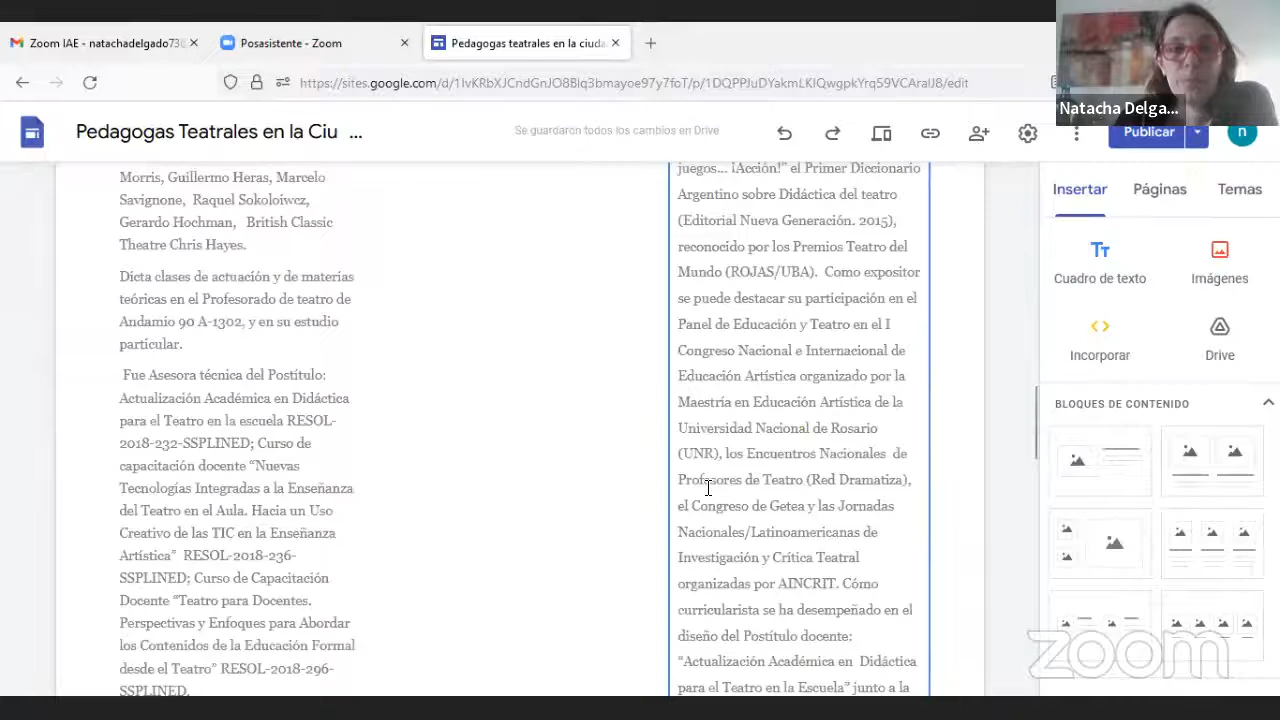 Zoom IAE - natachadelgado73@
Posasistente - Zoom
Pedagogas teatrales en la ciuda
https://sites.google.com/d/1IvKRbXJCndGnJO8Blq3bmayoe97y7foT/p/1DQPPJuDYakmLKIQwgpkYrq59VCAraIJ8/edit
Natacha Delga...
Pedagogas Teatrales en la Ciu ...
Se guardaron todos los cambios en Drive
Publicar
n
Morris, Guillermo Heras, Marcelo
Savignone, Raquel Sokoloiwcz,
Gerardo Hochman, British Classic
Theatre Chris Hayes.
Dicta clases de actuación y de materias
teóricas en el Profesorado de teatro de
Andamio 90 A-1302, y en su estudio
particular.
Fue Asesora técnica del Postítulo:
Actualización Académica en Didáctica
para el Teatro en la escuela RESOL-
2018-232-SSPLINED; Curso de
capacitación docente “Nuevas
Tecnologías Integradas a la Enseñanza
del Teatro en el Aula. Hacia un Uso
Creativo de las TIC en la Enseñanza
Artística” RESOL-2018-236-
SSPLINED; Curso de Capacitación
Docente “Teatro para Docentes.
Perspectivas y Enfoques para Abordar
los Contenidos de la Educación Formal
desde el Teatro” RESOL-2018-296-
SSPLINED.
juegos... ¡Acción!” el Primer Diccionario
Argentino sobre Didáctica del teatro
(Editorial Nueva Generación. 2015),
reconocido por los Premios Teatro del
Mundo (ROJAS/UBA). Como expositor
se puede destacar su participación en el
Panel de Educación y Teatro en el I
Congreso Nacional e Internacional de
Educación Artística organizado por la
Maestría en Educación Artística de la
Universidad Nacional de Rosario
(UNR), los Encuentros Nacionales de
Profesores de Teatro (Red Dramatiza),
el Congreso de Getea y las Jornadas
Nacionales/Latinoamericanas de
Investigación y Crítica Teatral
organizadas por AINCRIT. Cómo
curricularista se ha desempeñado en el
diseño del Postítulo docente:
“Actualización Académica en Didáctica
para el Teatro en la Escuela” junto a la
Insertar
Páginas
Temas
Tт
Cuadro de texto
Imágenes
Incorporar
Drive
BLOQUES DE CONTENIDO
zoom